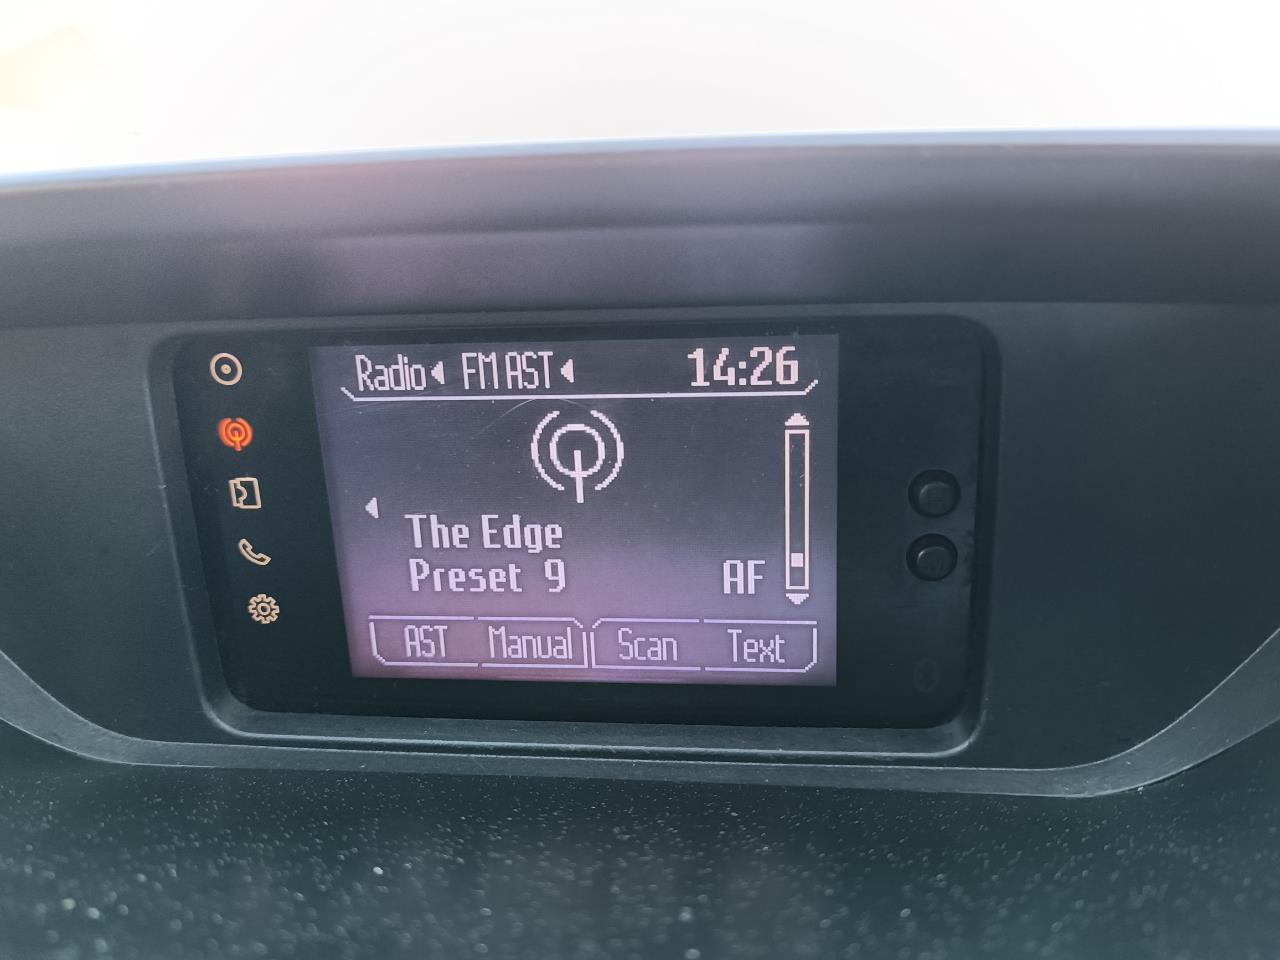 Radio FM AST 14:26
The Edge
Preset 9 AF
AST Manual Scan Text